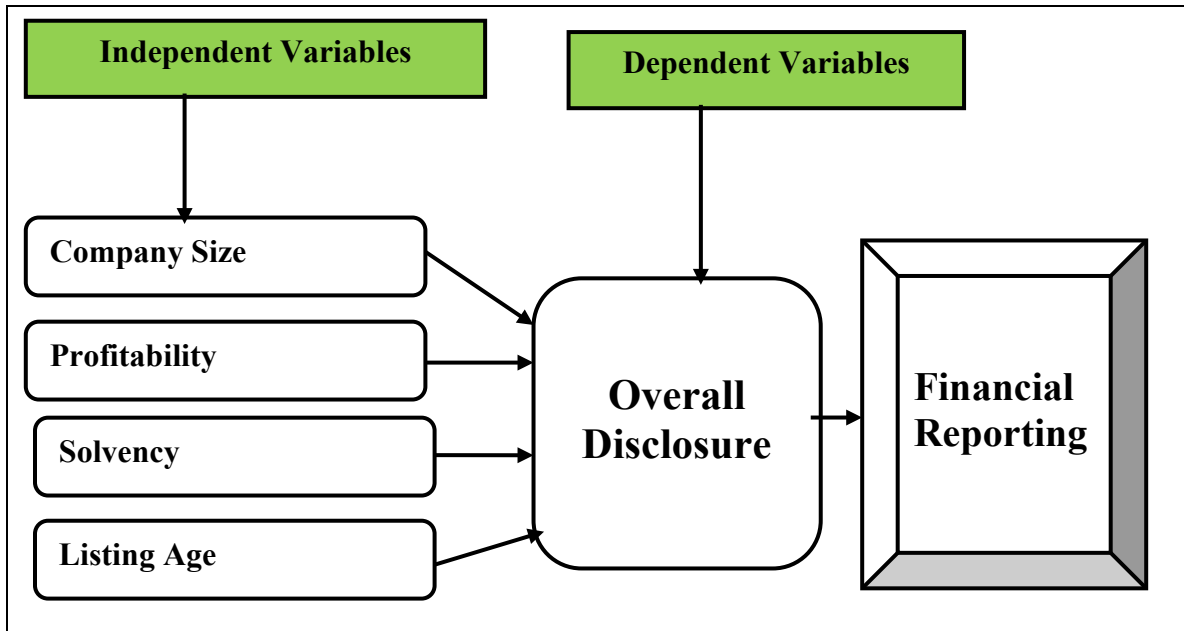 Independent Variables
Dependent Variables
Company Size
Profitability
Solvency
Listing Age
Overall
Disclosure
Financial
Reporting